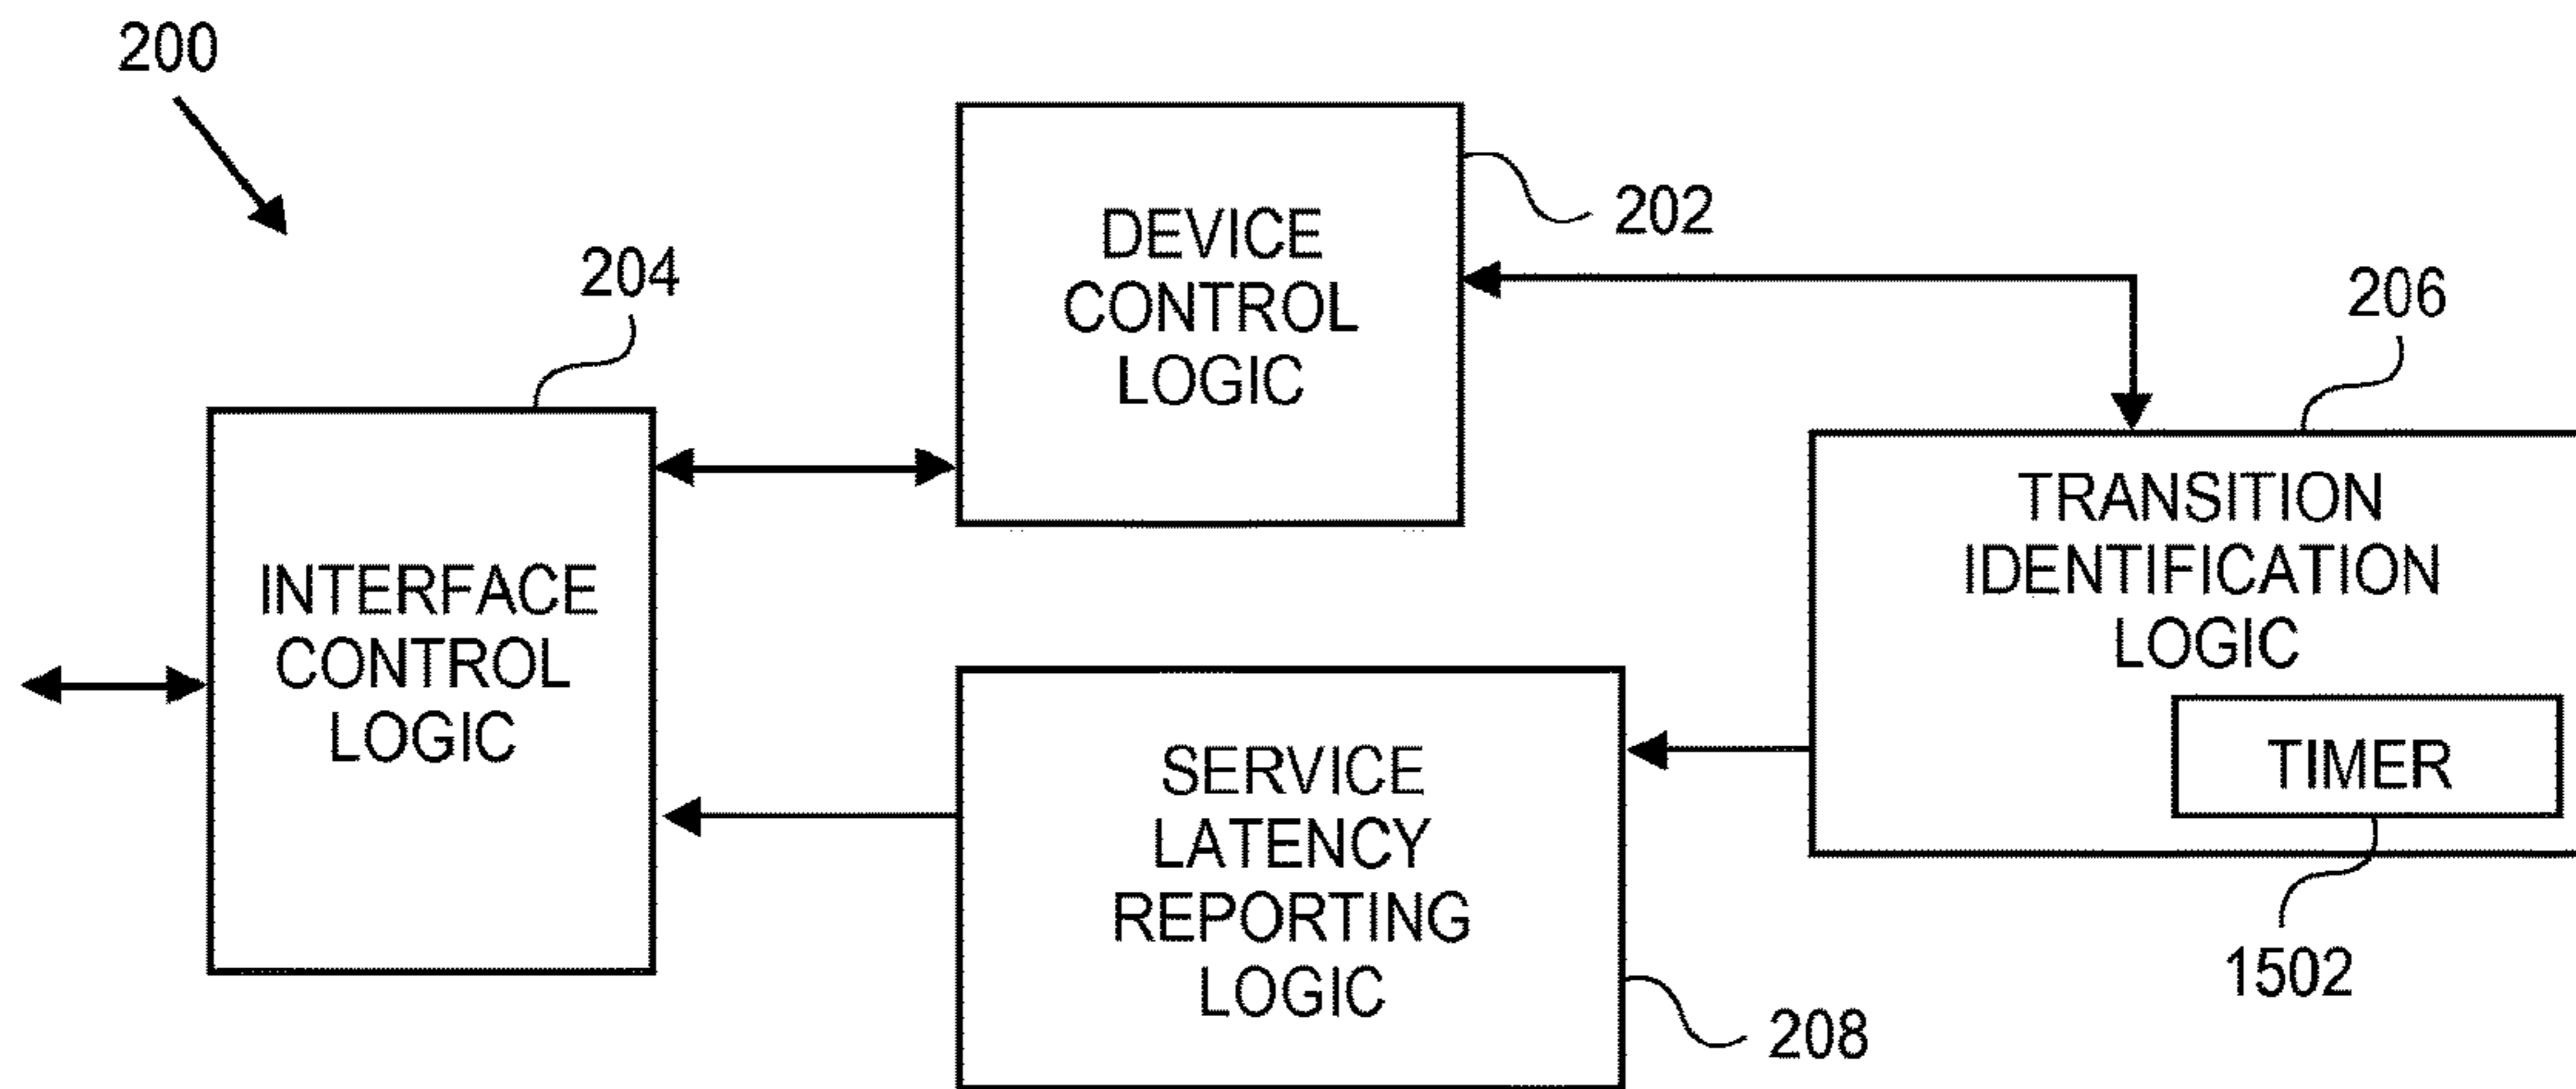 200
DEVICE
CONTROL
LOGIC
202
204
206
INTERFACE
CONTROL
LOGIC
TRANSITION
IDENTIFICATION
LOGIC
TIMER
1502
SERVICE
LATENCY
REPORTING
LOGIC
208